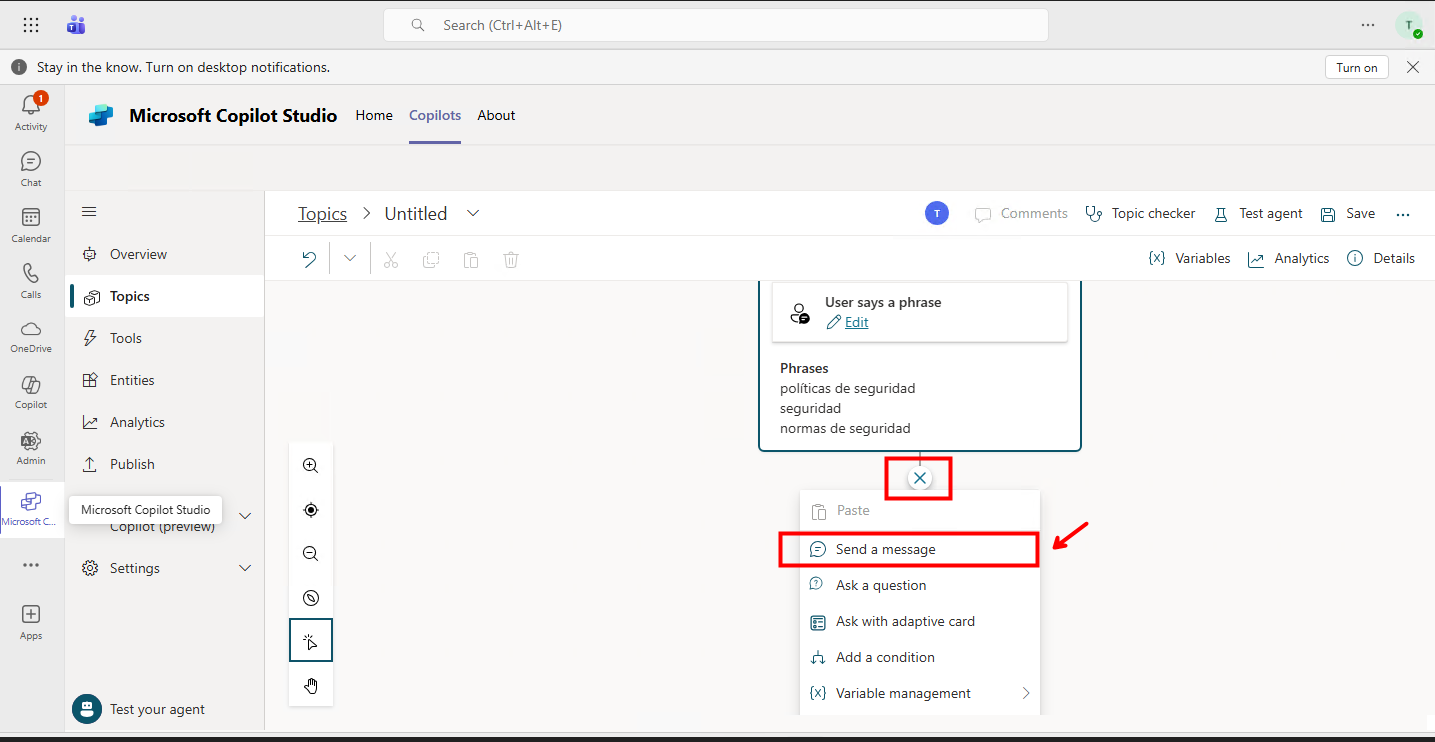 Search (Ctrl+Alt+E)
T
Stay in the know. Turn on desktop notifications.
Turn on
1
Activity
Chat
Calendar
Calls
OneDrive
Copilot
Admin
Microsoft C...
Apps
Microsoft Copilot Studio
Home
Copilots
About
Overview
Topics
Tools
Entities
Analytics
Publish
Microsoft Copilot Studio
Copilot (preview)
Settings
Test your agent
Topics > Untitled
T
Comments
Topic checker
Test agent
Save
...
{x} Variables
Analytics
Details
User says a phrase
Edit
Phrases
políticas de seguridad
seguridad
normas de seguridad
Paste
Send a message
Ask a question
Ask with adaptive card
Add a condition
{x} Variable management